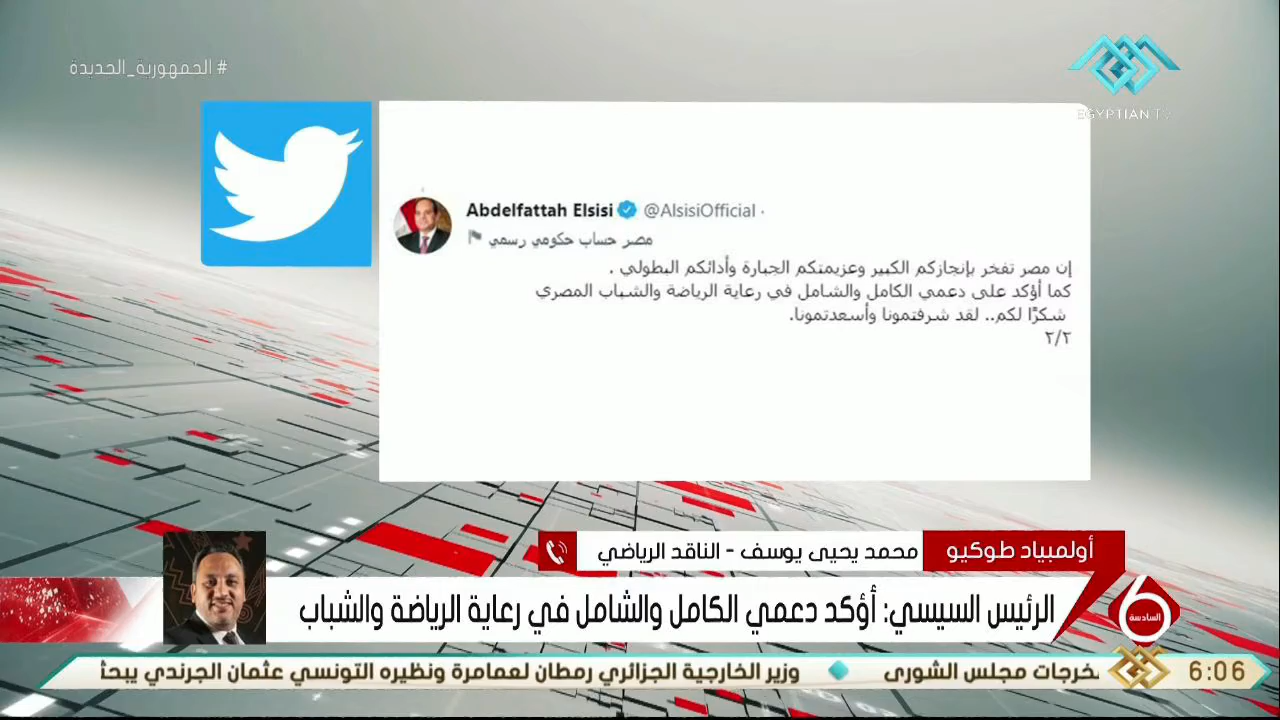 # الجمهورية_الجديدة
EGYPTIAN TV
Abdelfattah Elsisi @AlsisiOfficial ·
مصر حساب حكومي رسمي
إن مصر تفخر بإنجازكم الكبير وعزيمتكم الجبارة وأدائكم البطولي .
كما أؤكد على دعمي الكامل والشامل في رعاية الرياضة والشباب المصري
شكرًا لكم.. لقد شرفتمونا وأسعدتمونا.
٢/٢
أولمبياد طوكيو
محمد يحيى يوسف - الناقد الرياضي
الرئيس السيسي: أؤكد دعمي الكامل والشامل في رعاية الرياضة والشباب
السادسة
6:06
مجلس الشورى
وزير الخارجية الجزائري رمطان لعمامرة ونظيره التونسي عثمان الجرندي